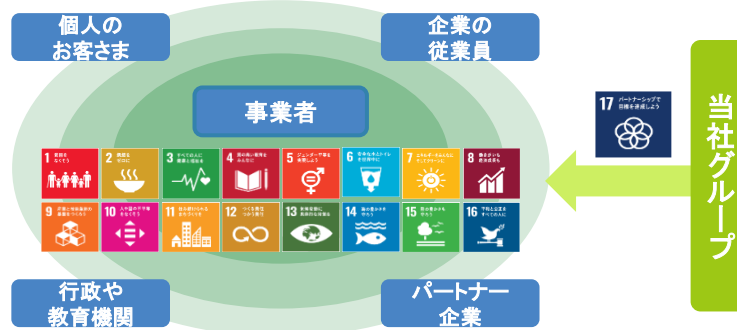 個人の
お客さま
企業の
従業員
事業者
1 貧困を
なくそう
2 飢餓を
ゼロに
3 すべての人に
健康と福祉を
4 質の高い教育を
みんなに
5 ジェンダー平等を
実現しよう
6 安全な水とトイレ
を世界中に
7 エネルギーをみんなに
そしてクリーンに
8 働きがいも
経済成長も
9 産業と技術革新の
基盤をつくろう
10 人や国の不平等
をなくそう
11 住み続けられる
まちづくりを
12 つくる責任
つかう責任
13 気候変動に
具体的な対策を
14 海の豊かさを
守ろう
15 陸の豊かさも
守ろう
16 平和と公正を
すべての人に
17 パートナーシップで
目標を達成しよう
当社グループ
行政や
教育機関
パートナー
企業